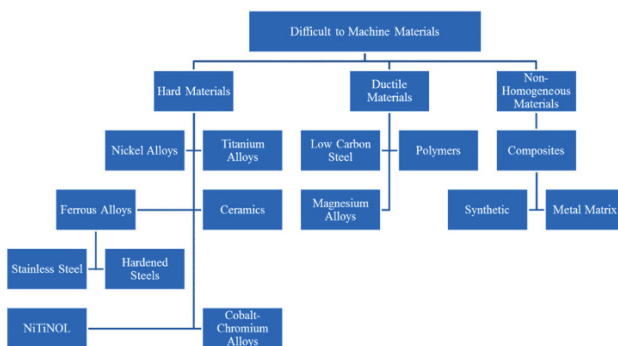 Difficult to Machine Materials
Hard Materials
Ductile
Materials
Non-
Homogeneous
Materials
Nickel Alloys
Titanium
Alloys
Low Carbon
Steel
Polymers
Composites
Ferrous Alloys
Ceramics
Magnesium
Alloys
Synthetic
Metal Matrix
Stainless Steel
Hardened
Steels
NiTiNOL
Cobalt-
Chromium
Alloys